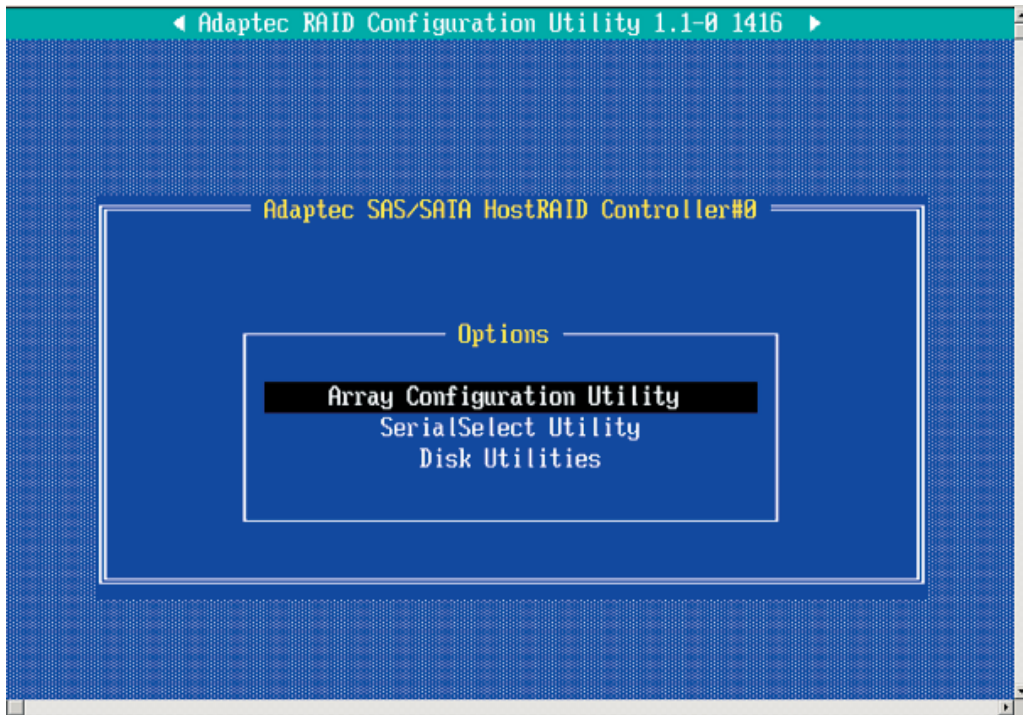 Adaptec RAID Configuration Utility 1.1-0 1416
Adaptec SAS/SATA HostRAID Controller#0
Options
Array Configuration Utility
SerialSelect Utility
Disk Utilities